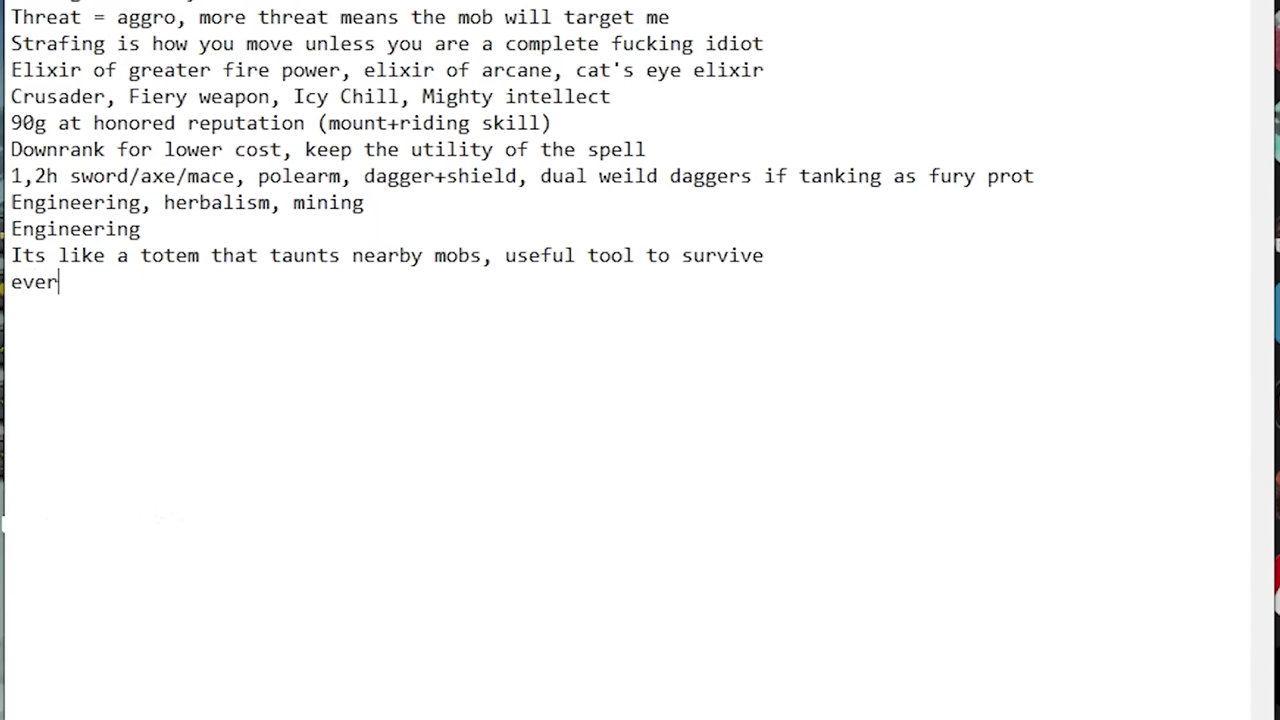 Threat = aggro, more threat means the mob will target me
Strafing is how you move unless you are a complete fucking idiot
Elixir of greater fire power, elixir of arcane, cat's eye elixir
Crusader, Fiery weapon, Icy Chill, Mighty intellect
90g at honored reputation (mount+riding skill)
Downrank for lower cost, keep the utility of the spell
1,2h sword/axe/mace, polearm, dagger+shield, dual weild daggers if tanking as fury prot
Engineering, herbalism, mining
Engineering
Its like a totem that taunts nearby mobs, useful tool to survive
ever